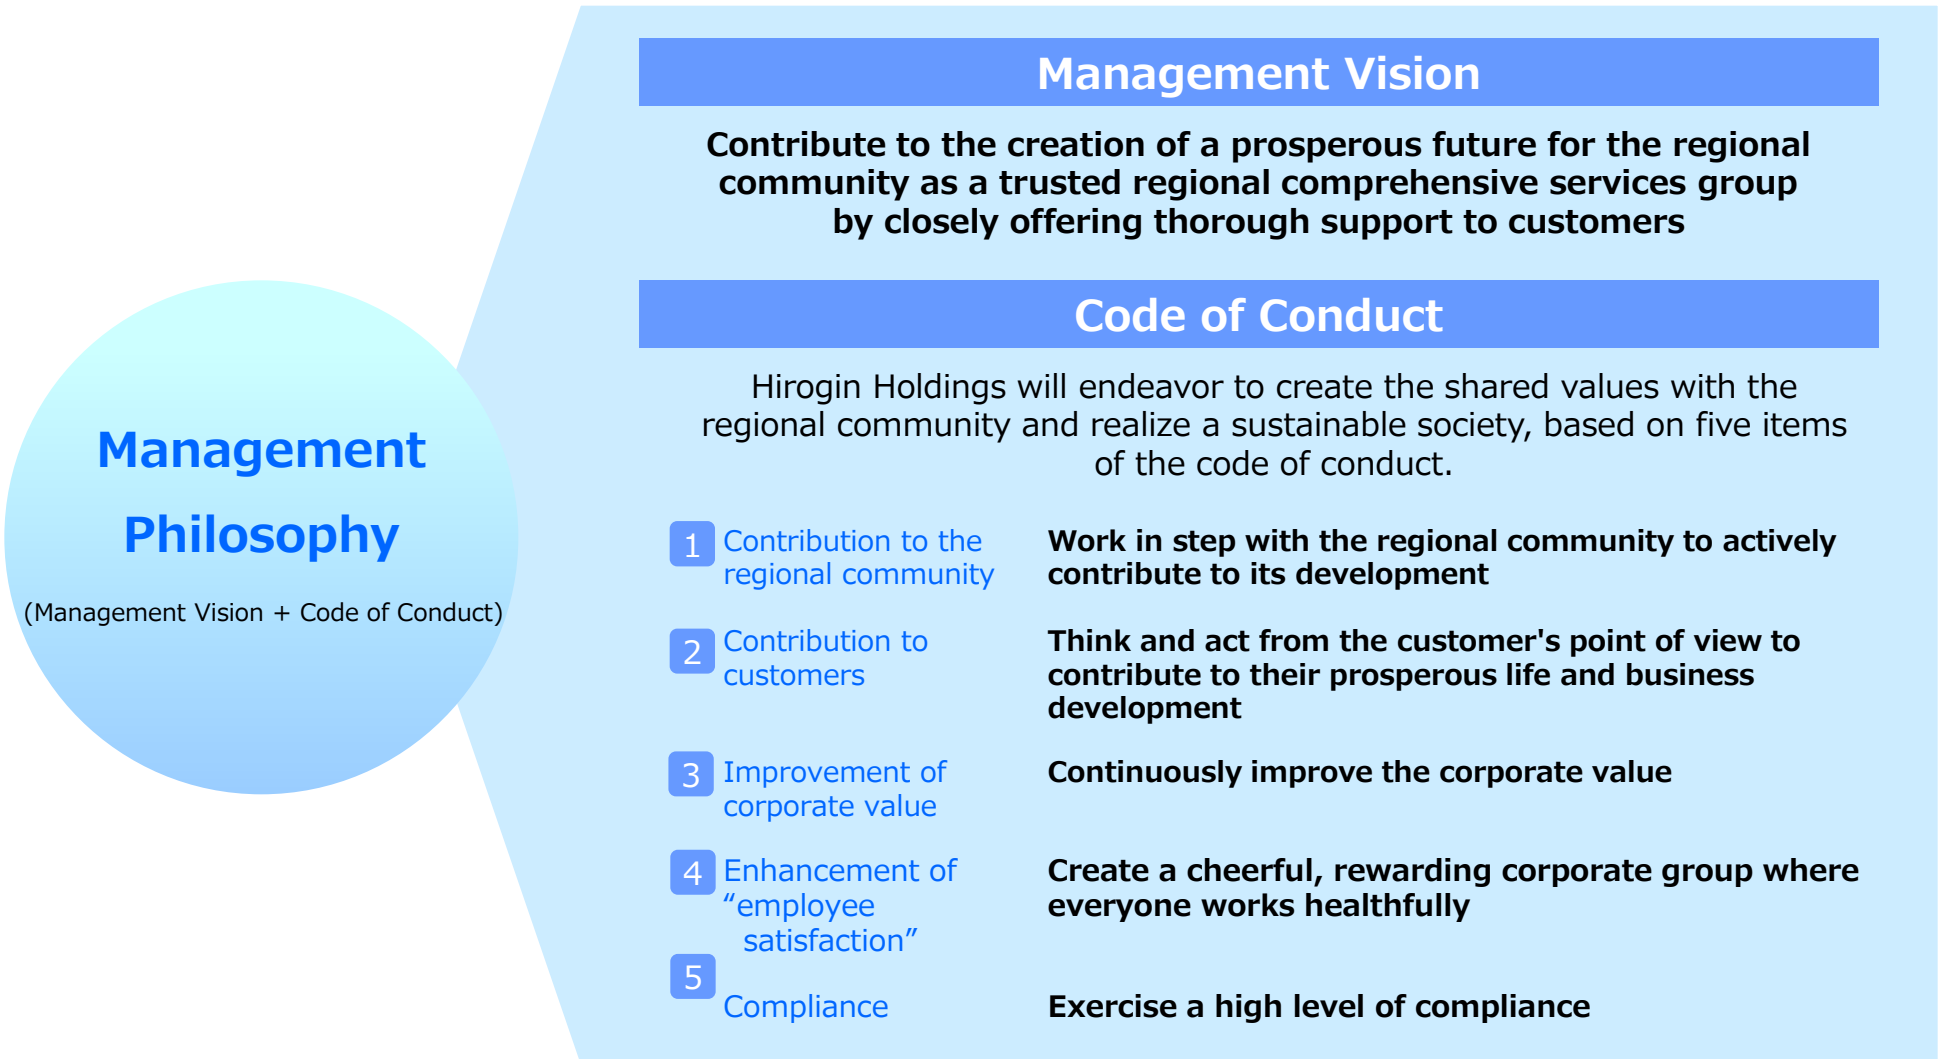 Management
Philosophy
(Management Vision + Code of Conduct)
Management Vision
Contribute to the creation of a prosperous future for the regional
community as a trusted regional comprehensive services group
by closely offering thorough support to customers
Code of Conduct
Hirogin Holdings will endeavor to create the shared values with the
regional community and realize a sustainable society, based on five items
of the code of conduct.
1
Contribution to the
regional community
Work in step with the regional community to actively
contribute to its development
2
Contribution to
customers
Think and act from the customer's point of view to
contribute to their prosperous life and business
development
3
Improvement of
corporate value
Continuously improve the corporate value
4
Enhancement of
“employee
satisfaction”
Create a cheerful, rewarding corporate group where
everyone works healthfully
5
Compliance
Exercise a high level of compliance